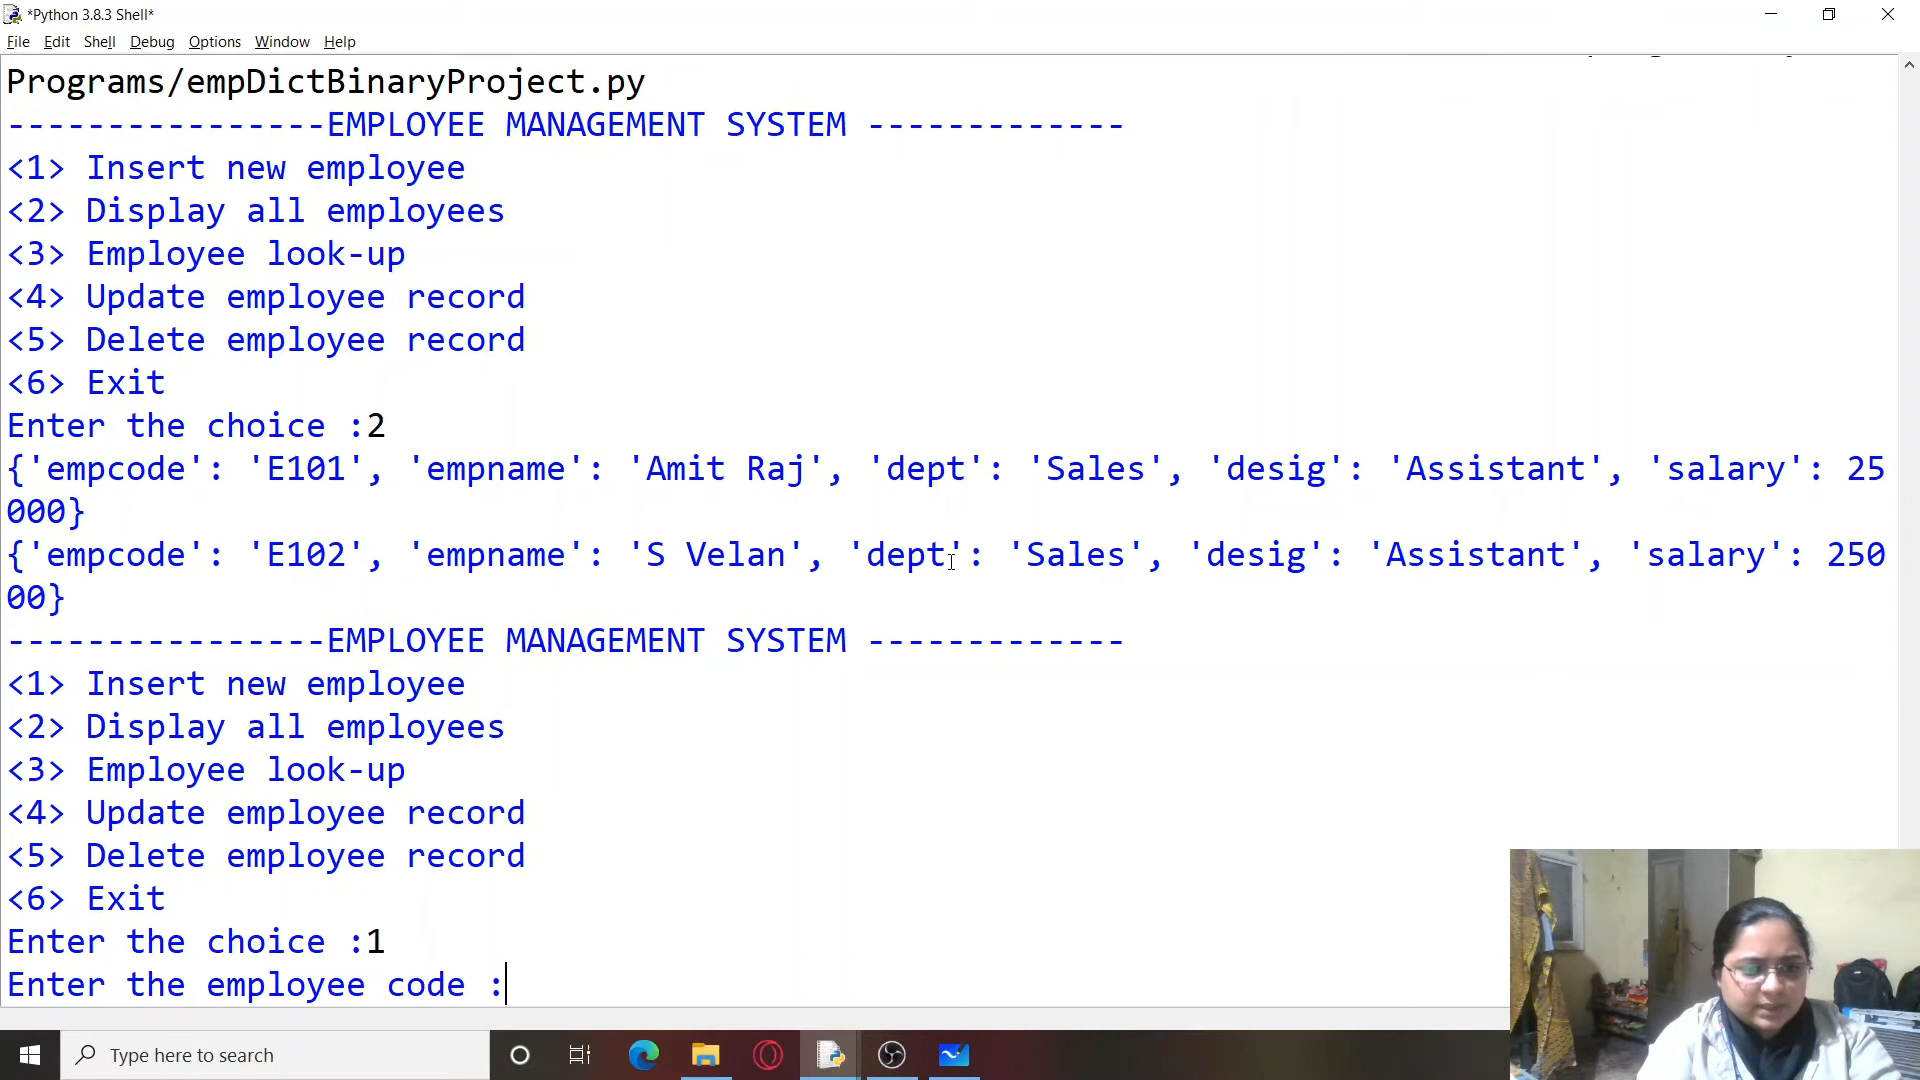 *Python 3.8.3 Shell*
File Edit Shell Debug Options Window Help
Programs/empDictBinaryProject.py
----------------EMPLOYEE MANAGEMENT SYSTEM -------------
<1> Insert new employee
<2> Display all employees
<3> Employee look-up
<4> Update employee record
<5> Delete employee record
<6> Exit
Enter the choice :2
{'empcode': 'E101', 'empname': 'Amit Raj', 'dept': 'Sales', 'desig': 'Assistant', 'salary': 25
000}
{'empcode': 'E102', 'empname': 'S Velan', 'dept': 'Sales', 'desig': 'Assistant', 'salary': 250
00}
----------------EMPLOYEE MANAGEMENT SYSTEM -------------
<1> Insert new employee
<2> Display all employees
<3> Employee look-up
<4> Update employee record
<5> Delete employee record
<6> Exit
Enter the choice :1
Enter the employee code :
Type here to search